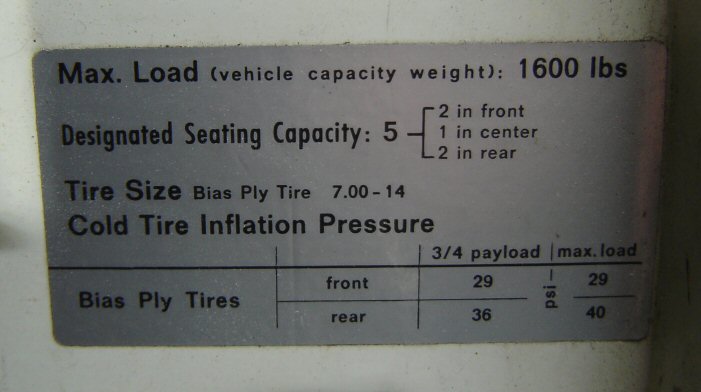 Max. Load (vehicle capacity weight): 1600 lbs
Designated Seating Capacity: 5
2 in front
1 in center
2 in rear
Tire Size Bias Ply Tire 7.00-14
Cold Tire Inflation Pressure
3/4 payload max. load
Bias Ply Tires
front 29 psi 29
rear 36 40